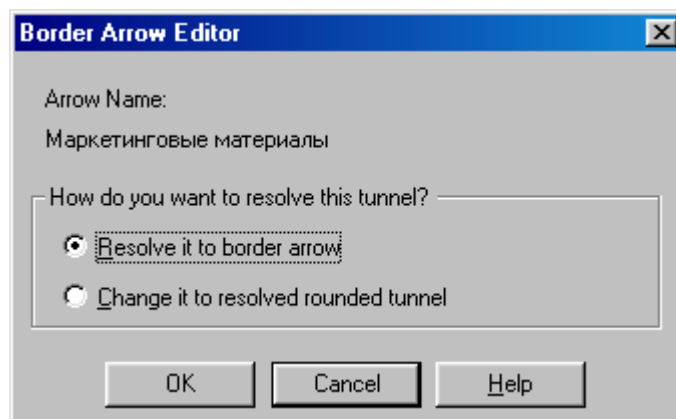 Border Arrow Editor
Arrow Name:
Маркетинговые материалы
How do you want to resolve this tunnel?
Resolve it to border arrow
Change it to resolved rounded tunnel
OK Cancel Help